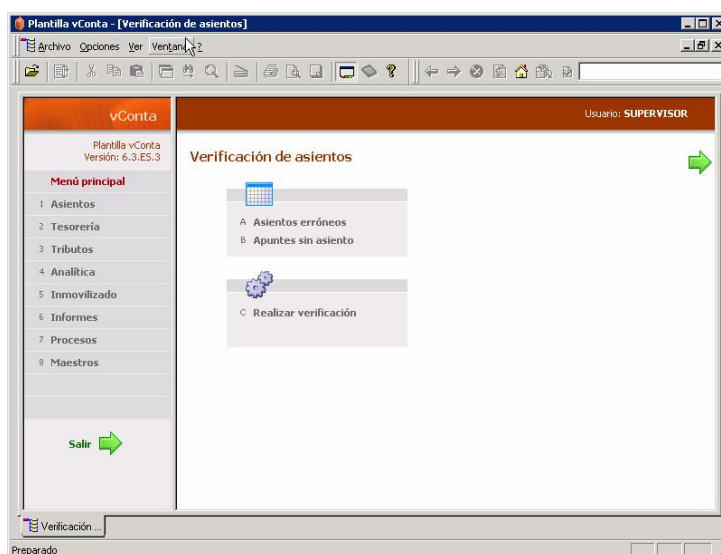 Plantilla vConta - [Verificación de asientos]
Archivo Opciones Ver Ventana ?
vConta
Usuario: SUPERVISOR
Plantilla vConta
Versión: 6.3.ES.3
Verificación de asientos
Menú principal
1 Asientos
2 Tesorería
3 Tributos
4 Analítica
5 Inmovilizado
6 Informes
7 Procesos
8 Maestros
A Asientos erróneos
B Apuntes sin asiento
C Realizar verificación
Salir
Verificación ...
Preparado